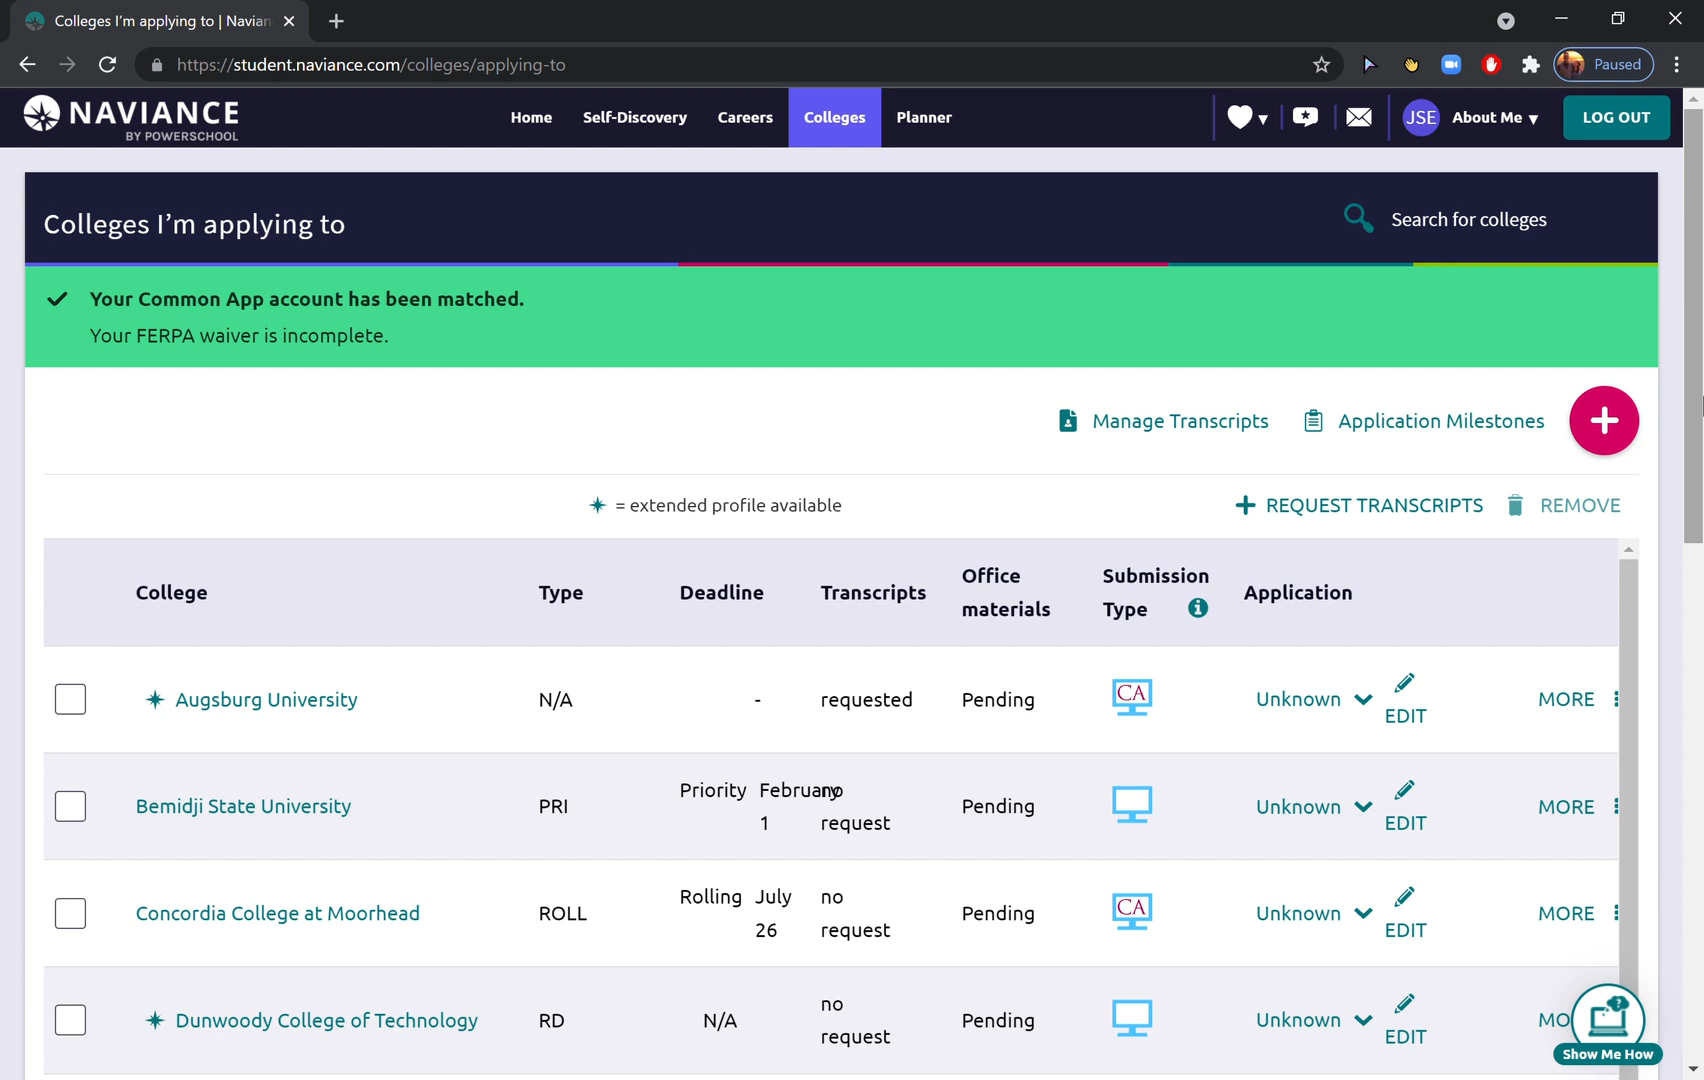 Colleges I'm applying to | Navian
https://student.naviance.com/colleges/applying-to
Paused
NAVIANCE
BY POWERSCHOOL
Home Self-Discovery Careers Colleges Planner
JSE About Me LOG OUT
Colleges I'm applying to
Search for colleges
Your Common App account has been matched.
Your FERPA waiver is incomplete.
Manage Transcripts Application Milestones
= extended profile available
REQUEST TRANSCRIPTS REMOVE
College Type Deadline Transcripts Office materials Submission Type Application
Augsburg University N/A - requested Pending CA Unknown EDIT MORE
Bemidji State University PRI Priority February 1 no request Pending Unknown EDIT MORE
Concordia College at Moorhead ROLL Rolling July 26 no request Pending CA Unknown EDIT MORE
Dunwoody College of Technology RD N/A no request Pending Unknown EDIT MO
Show Me How